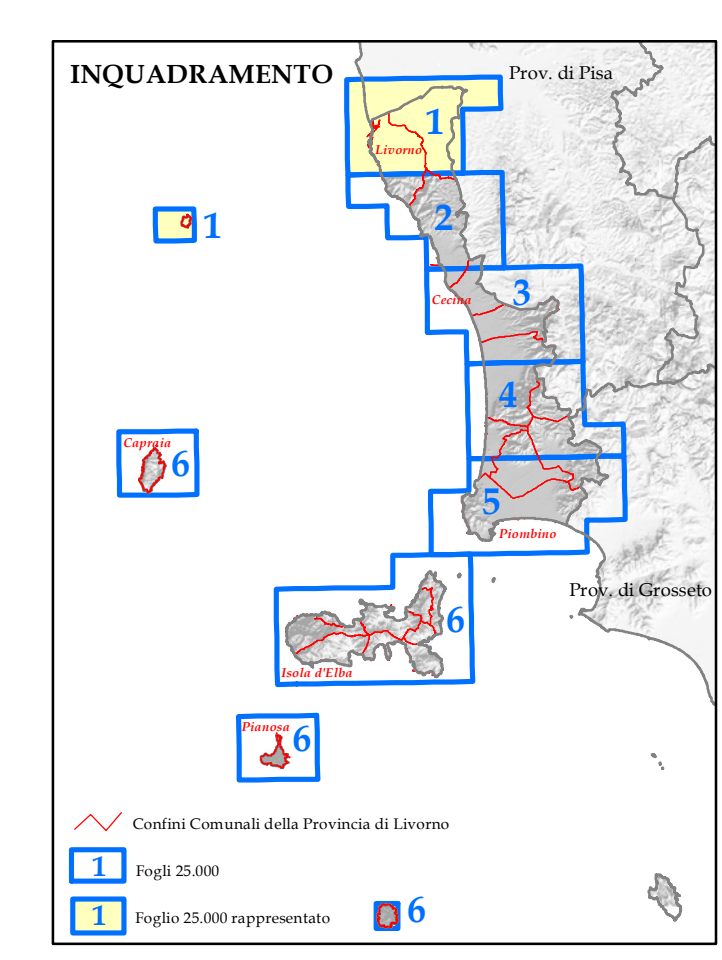 INQUADRAMENTO
Prov. di Pisa
1
Livorno
1
2
3
Cecina
4
Capraia
6
5
Piombino
Prov. di Grosseto
6
Isola d'Elba
Pianosa
6
Confini Comunali della Provincia di Livorno
1
Fogli 25.000
1
Foglio 25.000 rappresentato
6